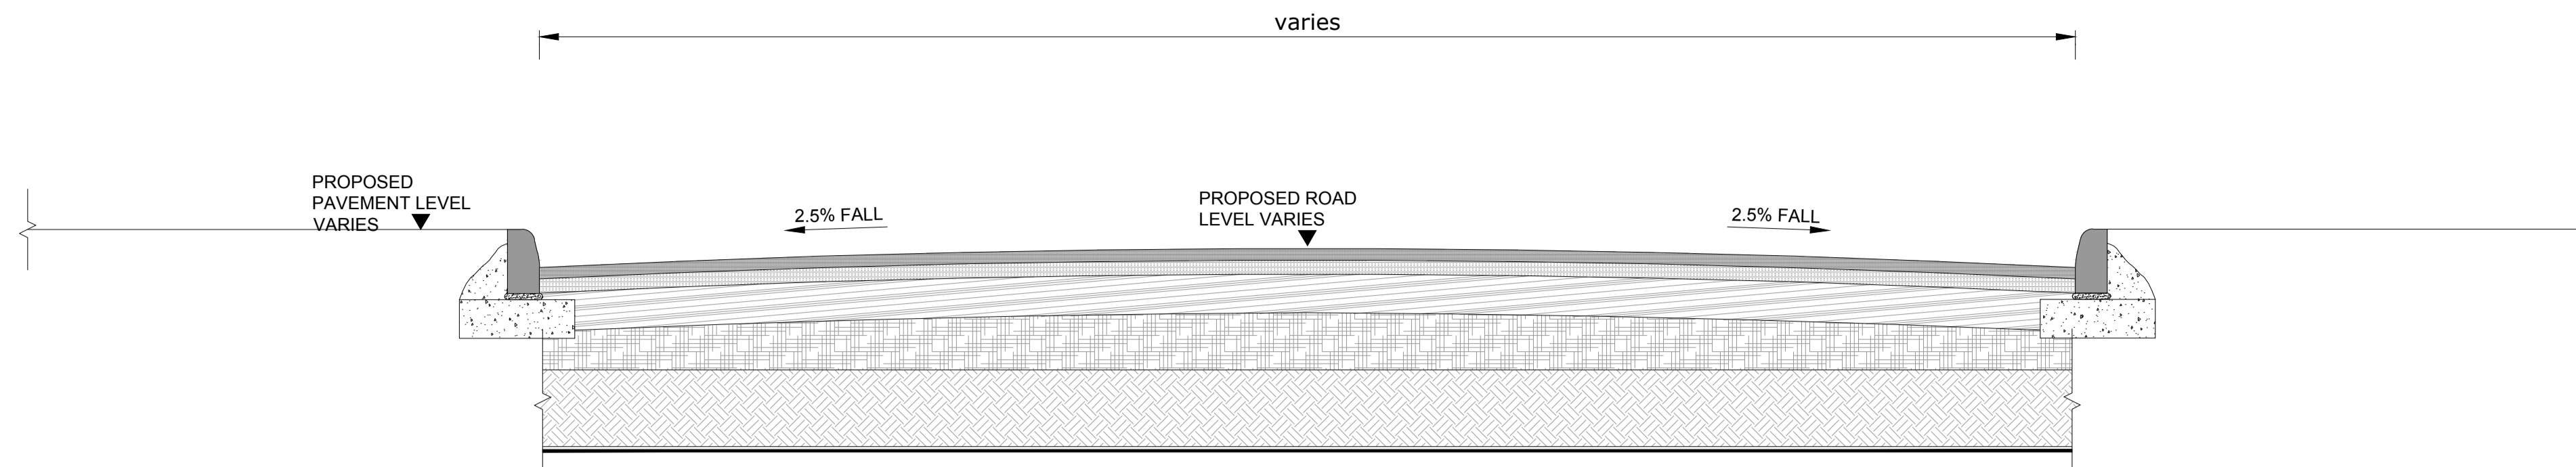 varies
PROPOSED
PAVEMENT LEVEL
VARIES
2.5% FALL
PROPOSED ROAD
LEVEL VARIES
2.5% FALL